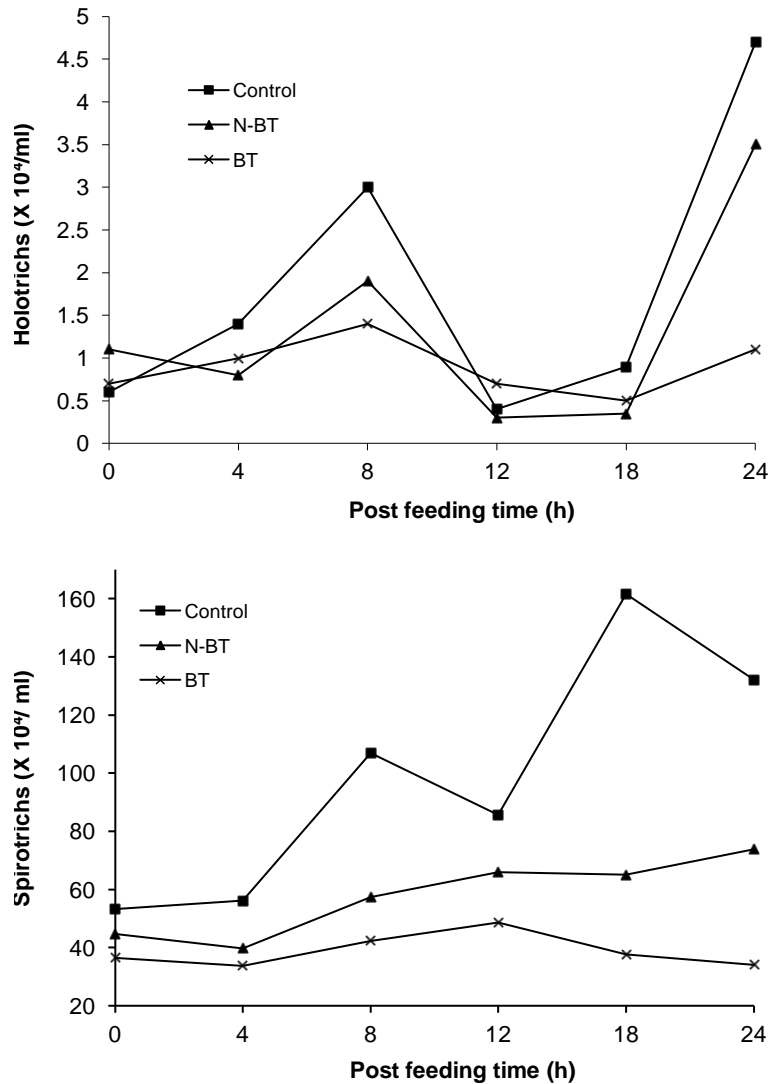 5
4.5
4
3.5
3
2.5
2
1.5
1
0.5
0
Holotrichs (X 10⁴/ml)
Control
N-BT
BT
0 4 8 12 18 24
Post feeding time (h)
160
140
120
100
80
60
40
20
Spirotrichs (X 10⁴/ ml)
Control
N-BT
BT
0 4 8 12 18 24
Post feeding time (h)